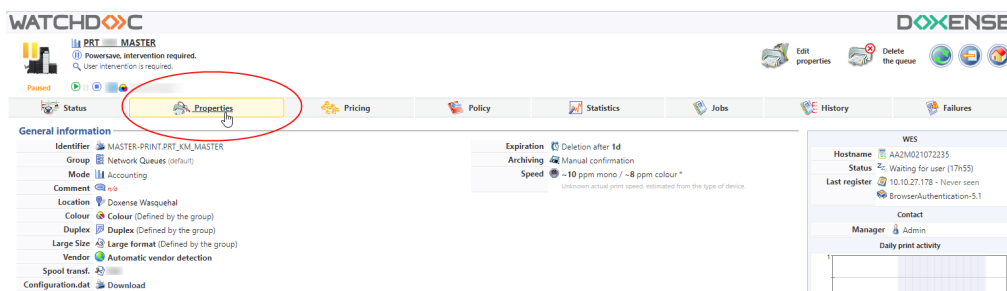 WATCHDOC
DOXENSE
PRT MASTER
Powersave, intervention required.
User intervention is required.
Paused
Edit properties
Delete the queue
Status
Properties
Pricing
Policy
Statistics
Jobs
History
Failures
General information
Identifier MASTER-PRINT.PRT_KM_MASTER
Group Network Queues (default)
Mode Accounting
Comment n/a
Location Doxense Wasquehal
Colour Colour (Defined by the group)
Duplex Duplex (Defined by the group)
Large Size Large format (Defined by the group)
Vendor Automatic vendor detection
Spool transf.
Configuration.dat Download
Expiration Deletion after 1d
Archiving Manual confirmation
Speed ~10 ppm mono / ~8 ppm colour *
Unknown actual print speed, estimated from the type of device.
WES
Hostname AA2M021072235
Status Waiting for user (17h55)
Last register 10.10.27.178 - Never seen
BrowserAuthentication-5.1
Contact
Manager Admin
Daily print activity
1